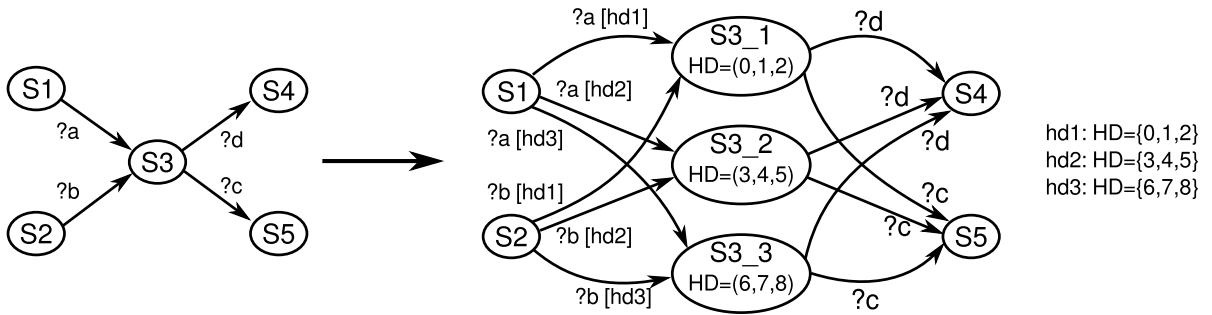 S1
S4
?a
?d
S3
?b
?c
S2
S5
?a [hd1]
S3_1
HD=(0,1,2)
?d
S1
?a [hd2]
?d
S4
?a [hd3]
S3_2
HD=(3,4,5)
?d
?b [hd1]
?c
S2
?b [hd2]
?c
S5
S3_3
HD=(6,7,8)
?b [hd3]
?c
hd1: HD={0,1,2}
hd2: HD={3,4,5}
hd3: HD={6,7,8}